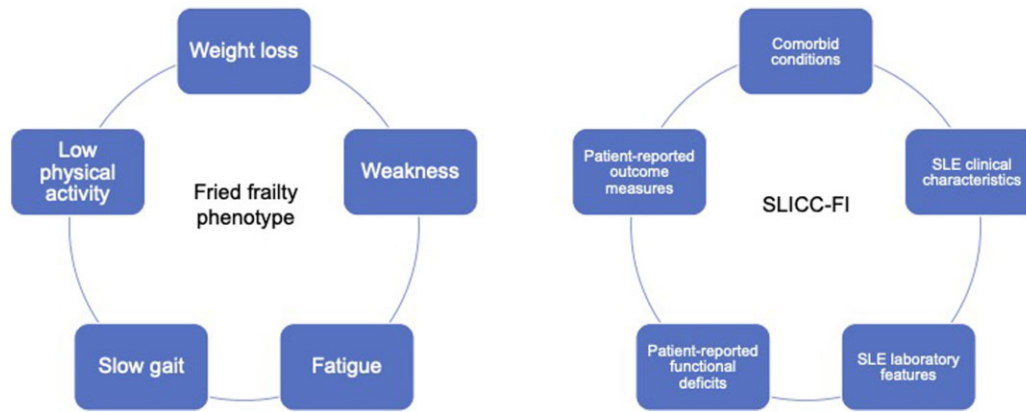 Weight loss
Weakness
Fatigue
Slow gait
Low
physical
activity
Fried frailty
phenotype
Comorbid
conditions
SLE clinical
characteristics
SLE laboratory
features
Patient-reported
functional
deficits
Patient-reported
outcome
measures
SLICC-FI